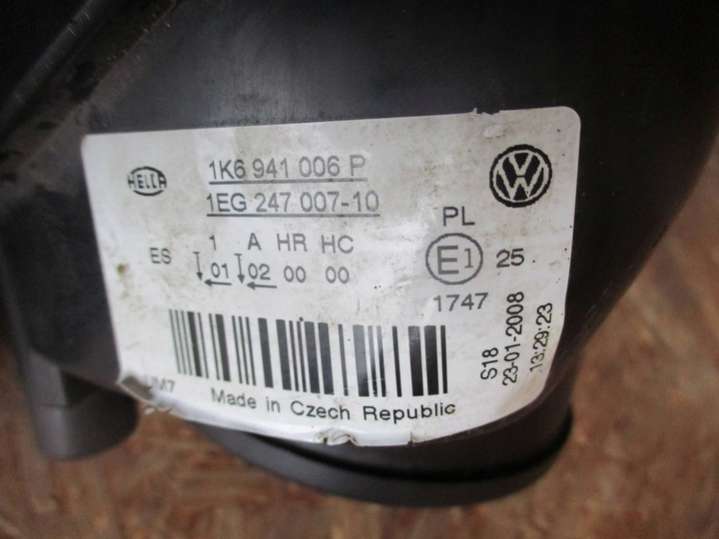 HELLA
1K6 941 006 P
1EG 247 007-10
VW
ES 1 A HR HC
01 02 00 00
PL
E1 25
1747
S18
23-01-2008
13:29:23
Made in Czech Republic